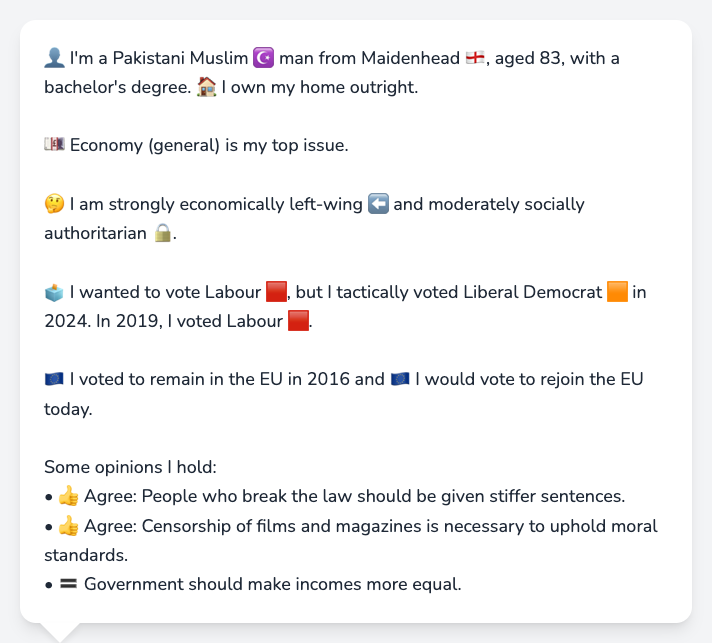 👤 I'm a Pakistani Muslim ☪️ man from Maidenhead 🏴󠁧󠁢󠁥󠁮󠁧󠁿, aged 83, with a
bachelor's degree. 🏠 I own my home outright.
💷 Economy (general) is my top issue.
🤔 I am strongly economically left-wing ⬅️ and moderately socially
authoritarian 🔒.
🗳️ I wanted to vote Labour 🟥, but I tactically voted Liberal Democrat 🟧 in
2024. In 2019, I voted Labour 🟥.
🇪🇺 I voted to remain in the EU in 2016 and 🇪🇺 I would vote to rejoin the EU
today.
Some opinions I hold:
• 👍 Agree: People who break the law should be given stiffer sentences.
• 👍 Agree: Censorship of films and magazines is necessary to uphold moral
standards.
• 🟰 Government should make incomes more equal.